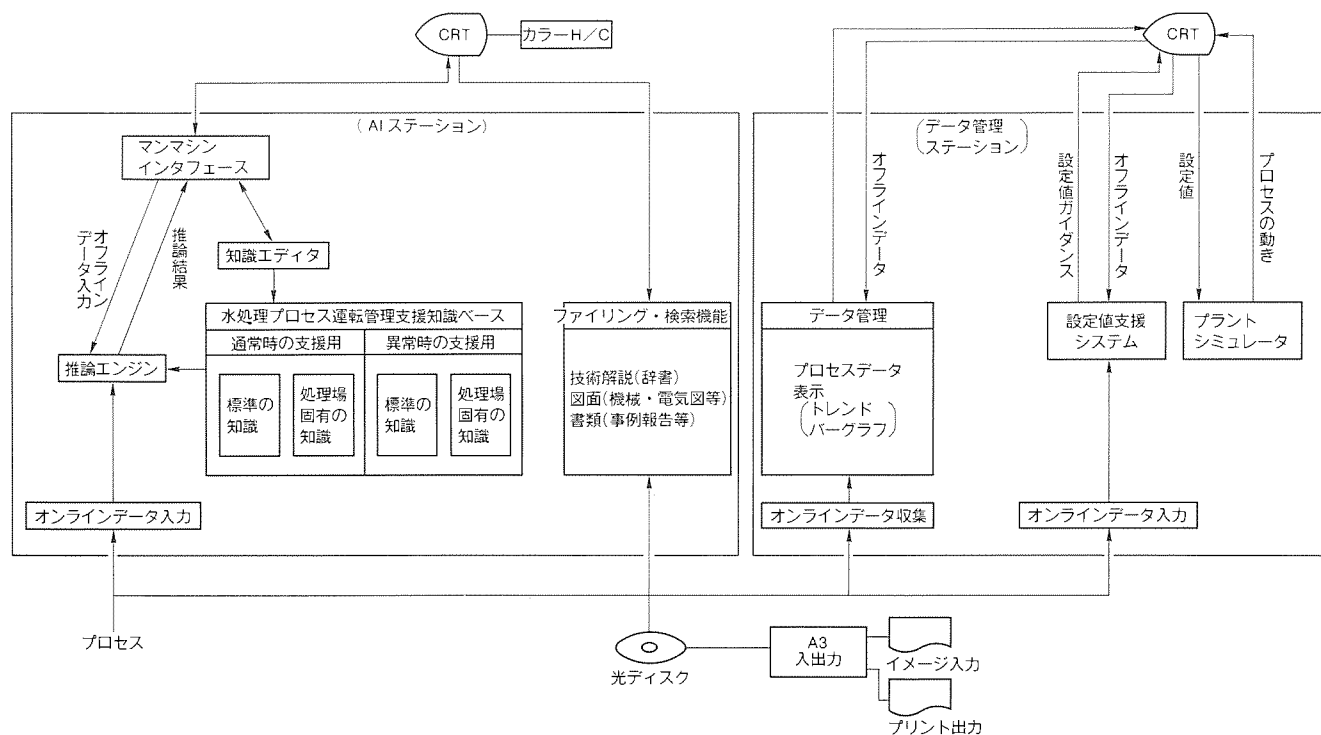 CRT
カラーH/C
CRT
(AIステーション)
(データ管理
ステーション)
マンマシン
インタフェース
オフライン
データ入力
推論結果
知識エディタ
オフラインデータ
設定値ガイダンス
オフラインデータ
設定値
プロセスの動き
水処理プロセス運転管理支援知識ベース
通常時の支援用
異常時の支援用
標準の
知識
処理場
固有の
知識
標準の
知識
処理場
固有の
知識
推論エンジン
ファイリング・検索機能
技術解説(辞書)
図面(機械・電気図等)
書類(事例報告等)
データ管理
プロセスデータ
表示
(トレンド
バーグラフ)
設定値支援
システム
プラント
シミュレータ
オンラインデータ入力
オンラインデータ収集
オンラインデータ入力
プロセス
光ディスク
A3
入出力
イメージ入力
プリント出力